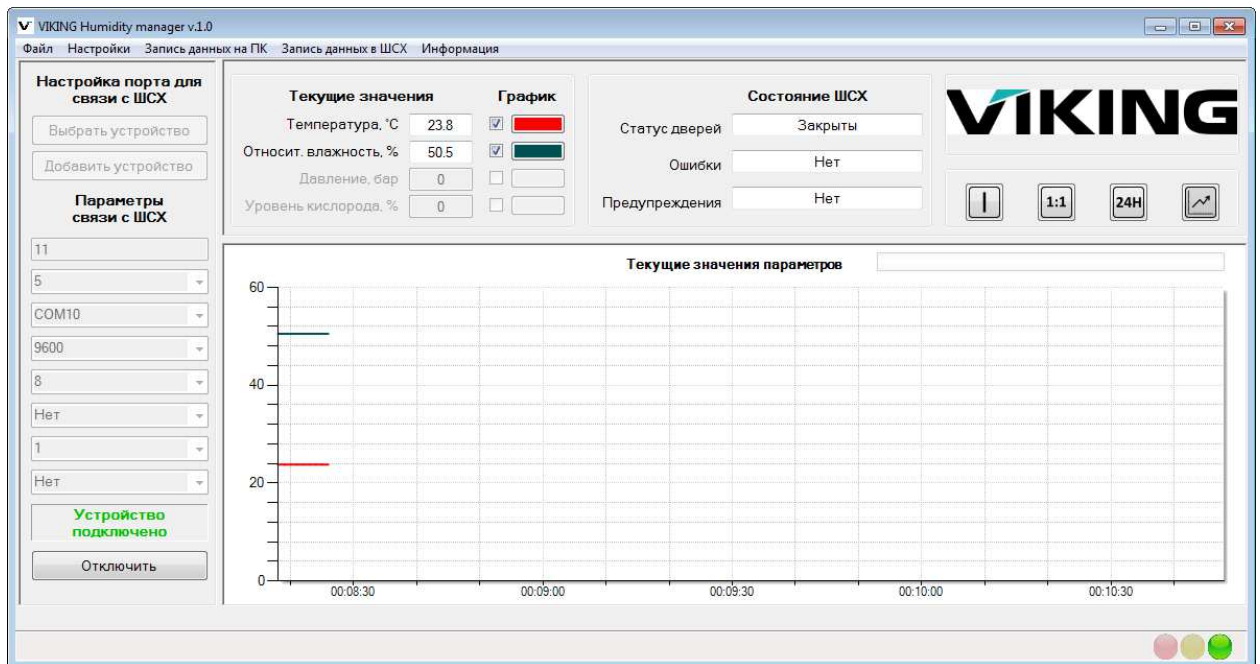 VIKING Humidity manager v.1.0
Файл Настройки Запись данных на ПК Запись данных в ШСХ Информация
Настройка порта для
связи с ШСХ
Выбрать устройство
Добавить устройство
Параметры
связи с ШСХ
11
5
COM10
9600
8
Нет
1
Нет
Устройство
подключено
Отключить
Текущие значения График
Температура, °C 23.8
Относит. влажность, % 50.5
Давление, бар 0
Уровень кислорода, % 0
Состояние ШСХ
Статус дверей Закрыты
Ошибки Нет
Предупреждения Нет
VIKING
1:1 24H
Текущие значения параметров
60
40
20
0
00:08:30 00:09:00 00:09:30 00:10:00 00:10:30